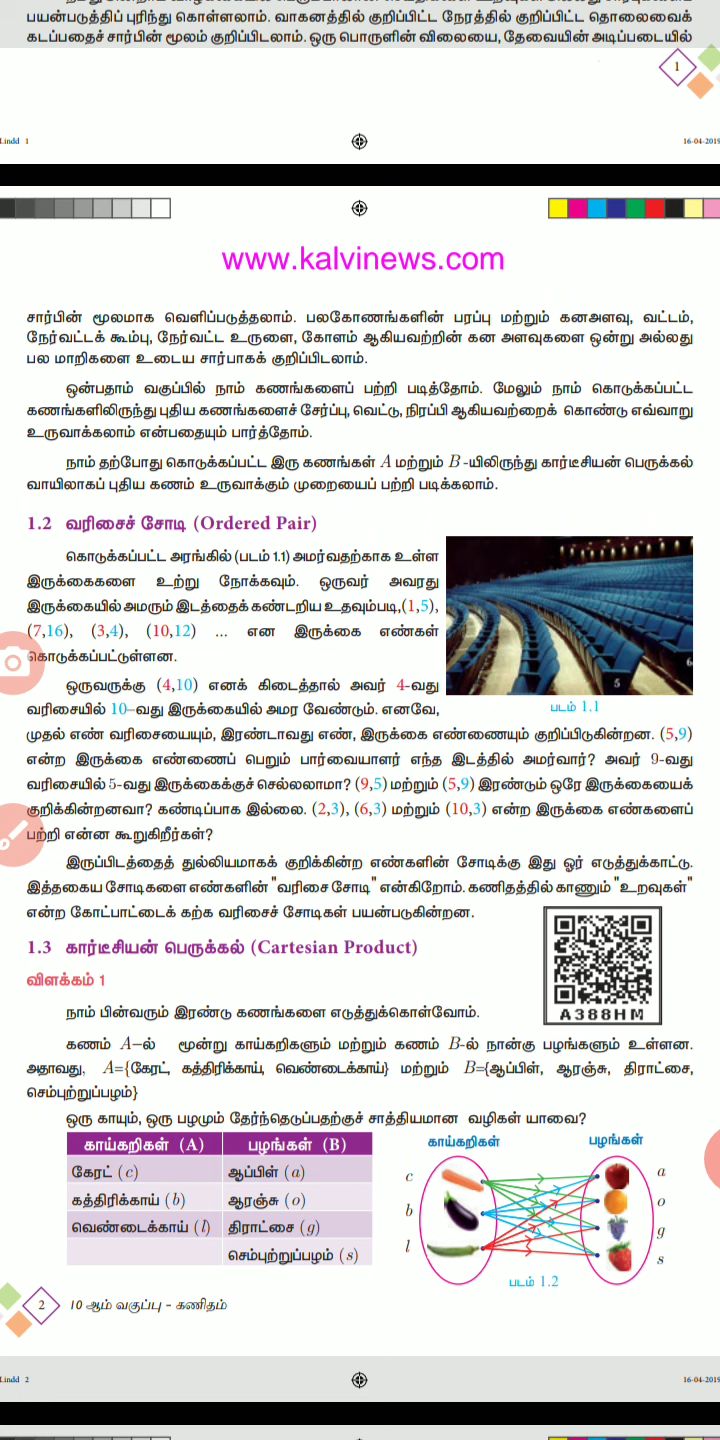 பயன்படுத்திப் புரிந்து கொள்ளலாம். வாகனத்தில் குறிப்பிட்ட நேரத்தில் குறிப்பிட்ட தொலைவைக்
கடப்பதைச் சார்பின் மூலம் குறிப்பிடலாம். ஒரு பொருளின் விலையை, தேவையின் அடிப்படையில்
1
1.indd 1
16-04-2019
www.kalvinews.com
சார்பின் மூலமாக வெளிப்படுத்தலாம். பலகோணங்களின் பரப்பு மற்றும் கனஅளவு, வட்டம்,
நேர்வட்டக் கூம்பு, நேர்வட்ட உருளை, கோளம் ஆகியவற்றின் கன அளவுகளை ஒன்று அல்லது
பல மாறிகளை உடைய சார்பாகக் குறிப்பிடலாம்.
ஒன்பதாம் வகுப்பில் நாம் கணங்களைப் பற்றி படித்தோம். மேலும் நாம் கொடுக்கப்பட்ட
கணங்களிலிருந்து புதிய கணங்களைச் சேர்ப்பு, வெட்டு, நிரப்பி ஆகியவற்றைக் கொண்டு எவ்வாறு
உருவாக்கலாம் என்பதையும் பார்த்தோம்.
நாம் தற்போது கொடுக்கப்பட்ட இரு கணங்கள் A மற்றும் B -யிலிருந்து கார்டீசியன் பெருக்கல்
வாயிலாகப் புதிய கணம் உருவாக்கும் முறையைப் பற்றி படிக்கலாம்.
1.2 வரிசைச் சோடி (Ordered Pair)
கொடுக்கப்பட்ட அரங்கில் (படம் 1.1) அமர்வதற்காக உள்ள
இருக்கைகளை உற்று நோக்கவும். ஒருவர் அவரது
இருக்கையில் அமரும் இடத்தைக் கண்டறிய உதவும்படி,(1,5),
(7,16), (3,4), (10,12) ... என இருக்கை எண்கள்
கொடுக்கப்பட்டுள்ளன.
ஒருவருக்கு (4,10) எனக் கிடைத்தால் அவர் 4-வது
வரிசையில் 10–வது இருக்கையில் அமர வேண்டும். எனவே,
5
6
படம் 1.1
முதல் எண் வரிசையையும், இரண்டாவது எண், இருக்கை எண்ணையும் குறிப்பிடுகின்றன. (5,9)
என்ற இருக்கை எண்ணைப் பெறும் பார்வையாளர் எந்த இடத்தில் அமர்வார்? அவர் 9-வது
வரிசையில் 5-வது இருக்கைக்குச் செல்லலாமா? (9,5) மற்றும் (5,9) இரண்டும் ஒரே இருக்கையைக்
குறிக்கின்றனவா? கண்டிப்பாக இல்லை. (2,3), (6,3) மற்றும் (10,3) என்ற இருக்கை எண்களைப்
பற்றி என்ன கூறுகிறீர்கள்?
இருப்பிடத்தைத் துல்லியமாகக் குறிக்கின்ற எண்களின் சோடிக்கு இது ஓர் எடுத்துக்காட்டு.
இத்தகைய சோடிகளை எண்களின் "வரிசை சோடி" என்கிறோம். கணிதத்தில் காணும் "உறவுகள்"
என்ற கோட்பாட்டைக் கற்க வரிசைச் சோடிகள் பயன்படுகின்றன.
1.3 கார்டீசியன் பெருக்கல் (Cartesian Product)
விளக்கம் 1
நாம் பின்வரும் இரண்டு கணங்களை எடுத்துக்கொள்வோம்.
A388HM
கணம் A–ல் மூன்று காய்கறிகளும் மற்றும் கணம் B-ல் நான்கு பழங்களும் உள்ளன.
அதாவது, A={கேரட், கத்திரிக்காய், வெண்டைக்காய்} மற்றும் B={ஆப்பிள், ஆரஞ்சு, திராட்சை,
செம்புற்றுப்பழம்}
ஒரு காயும், ஒரு பழமும் தேர்ந்தெடுப்பதற்குச் சாத்தியமான வழிகள் யாவை?
காய்கறிகள் (A) பழங்கள் (B)
கேரட் (c) ஆப்பிள் (a)
கத்திரிக்காய் (b) ஆரஞ்சு (o)
வெண்டைக்காய் (l) திராட்சை (g)
செம்புற்றுப்பழம் (s)
காய்கறிகள் பழங்கள்
c a
b o
l g
s
படம் 1.2
2 10 ஆம் வகுப்பு – கணிதம்
1.indd 2
16-04-2019